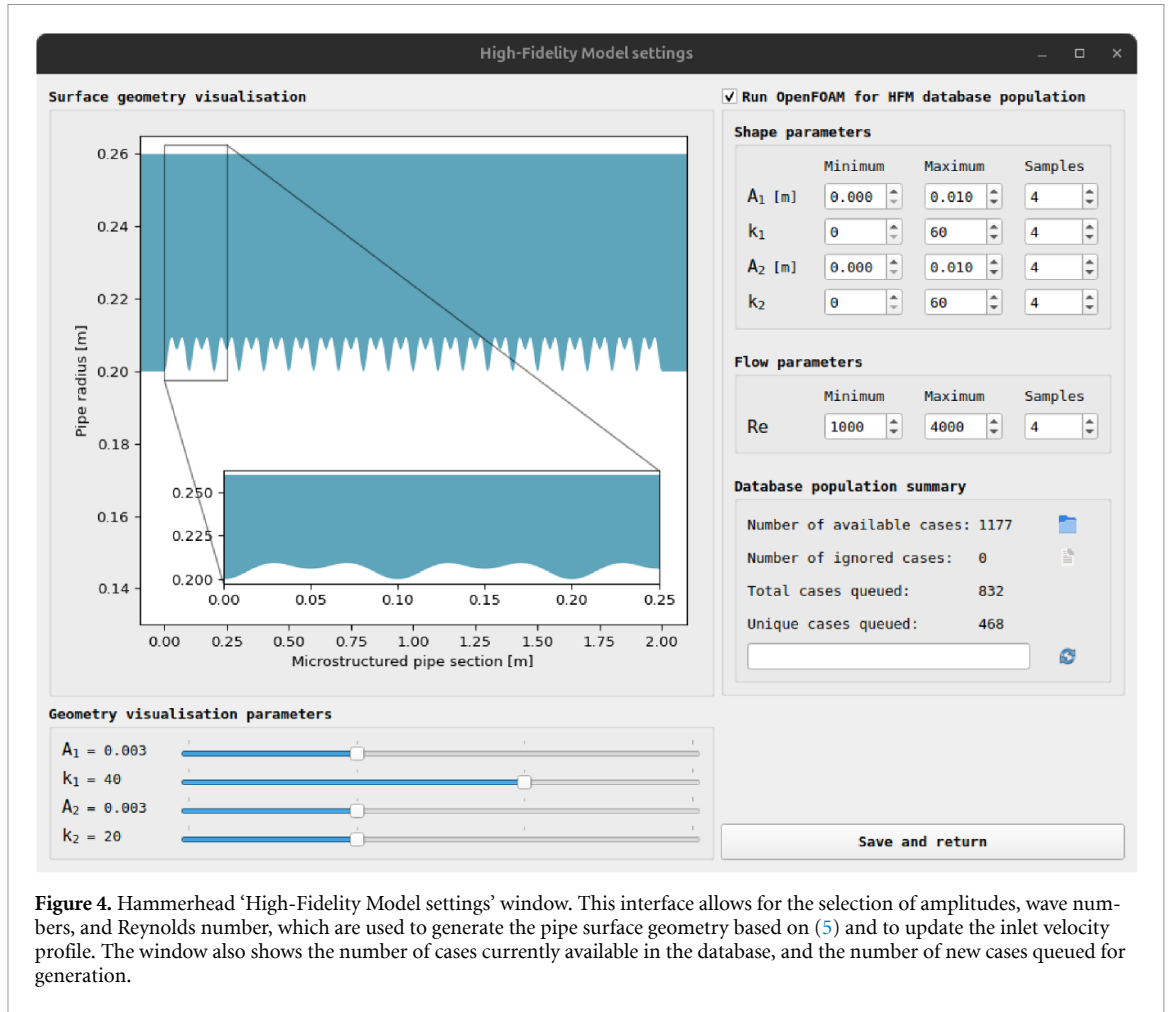 High-Fidelity Model settings
Surface geometry visualisation
0.26
0.24
0.22
0.20
0.18
0.16
0.14
Pipe radius [m]
0.250
0.225
0.200
0.00 0.05 0.10 0.15 0.20 0.25
0.00 0.25 0.50 0.75 1.00 1.25 1.50 1.75 2.00
Microstructured pipe section [m]
Geometry visualisation parameters
A₁ = 0.003
k₁ = 40
A₂ = 0.003
k₂ = 20
Run OpenFOAM for HFM database population
Shape parameters
Minimum Maximum Samples
A₁ [m] 0.000 0.010 4
k₁ 0 60 4
A₂ [m] 0.000 0.010 4
k₂ 0 60 4
Flow parameters
Minimum Maximum Samples
Re 1000 4000 4
Database population summary
Number of available cases: 1177
Number of ignored cases: 0
Total cases queued: 832
Unique cases queued: 468
Save and return
Figure 4. Hammerhead ‘High-Fidelity Model settings’ window. This interface allows for the selection of amplitudes, wave num-
bers, and Reynolds number, which are used to generate the pipe surface geometry based on (5) and to update the inlet velocity
profile. The window also shows the number of cases currently available in the database, and the number of new cases queued for
generation.